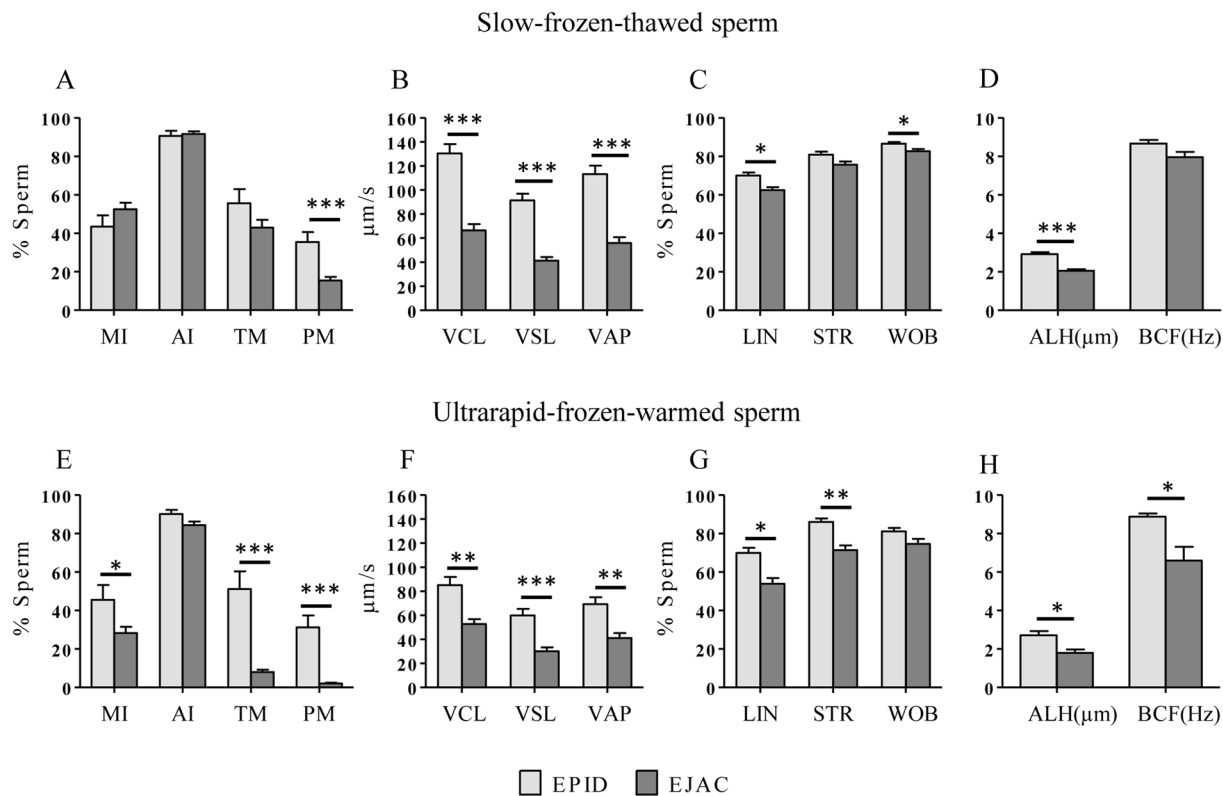 Slow-frozen-thawed sperm
A
% Sperm
100
80
60
40
20
0
***
MI AI TM PM
B
µm/s
160
140
120
100
80
60
40
20
0
*** *** ***
VCL VSL VAP
C
% Sperm
100
80
60
40
20
0
* *
LIN STR WOB
D
8
6
4
2
0
***
ALH(µm) BCF(Hz)
Ultrarapid-frozen-warmed sperm
E
% Sperm
100
80
60
40
20
0
* *** ***
MI AI TM PM
F
µm/s
160
140
120
100
80
60
40
20
0
** *** **
VCL VSL VAP
G
% Sperm
100
80
60
40
20
0
* **
LIN STR WOB
H
10
8
6
4
2
0
* *
ALH(µm) BCF(Hz)
EPID EJAC